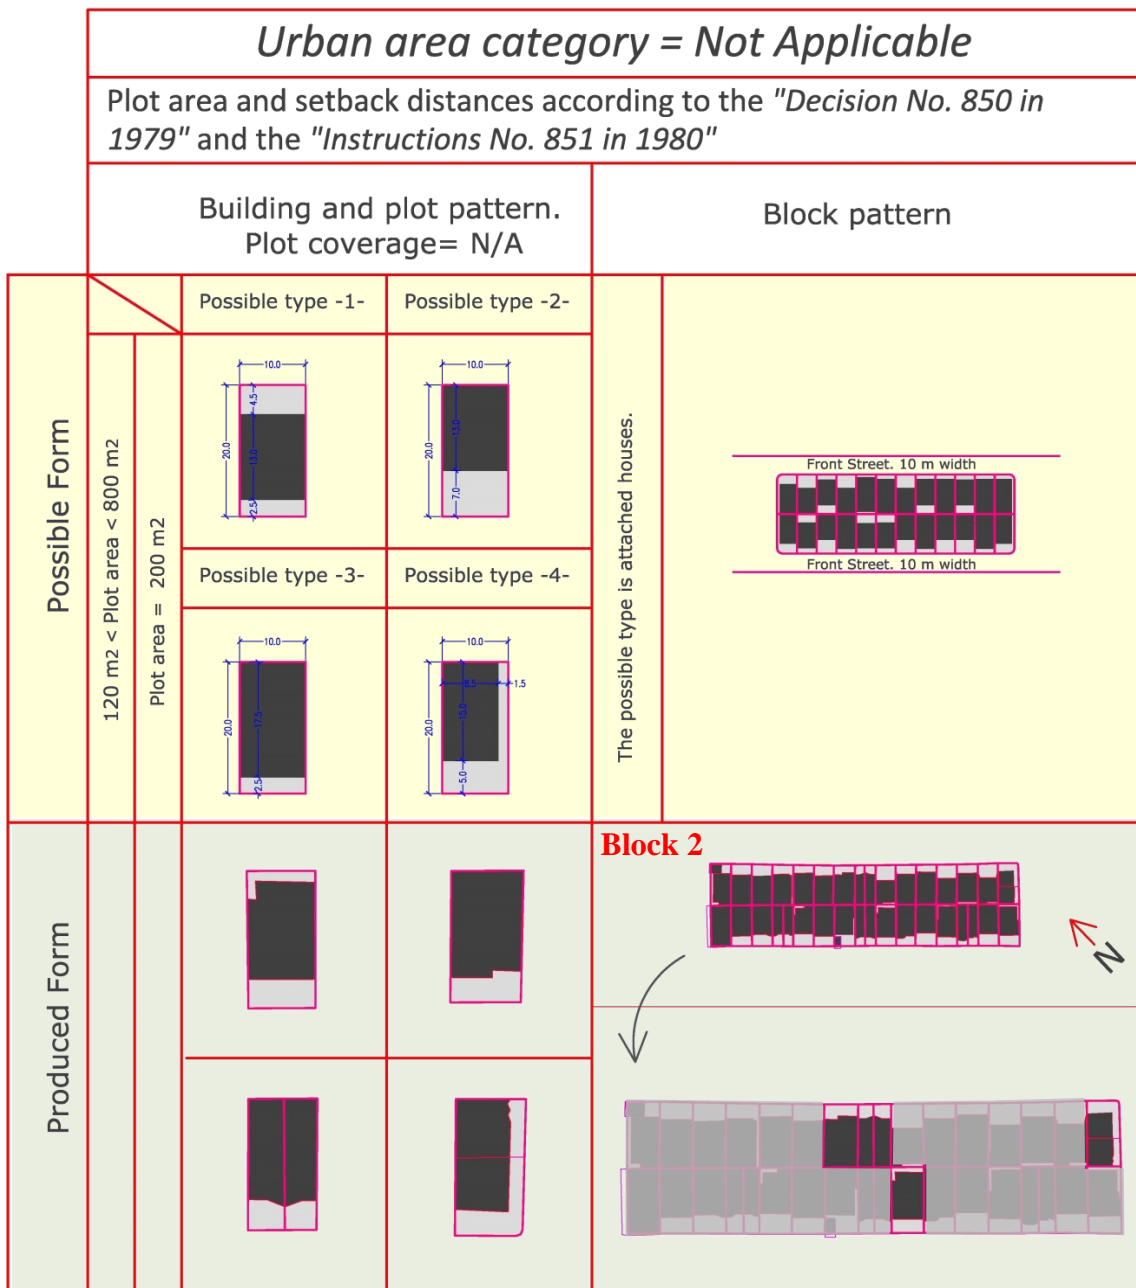 Urban area category = Not Applicable
Plot area and setback distances according to the "Decision No. 850 in
1979" and the "Instructions No. 851 in 1980"
Building and plot pattern.
Plot coverage= N/A
Block pattern
Possible Form
120 m2 < Plot area < 800 m2
Plot area = 200 m2
Possible type -1-
Possible type -2-
10.0
20.0
4.5
13.0
2.5
10.0
20.0
13.0
7.0
Possible type -3-
Possible type -4-
10.0
20.0
17.5
2.5
10.0
8.5
1.5
20.0
15.0
5.0
The possible type is attached houses.
Front Street. 10 m width
Front Street. 10 m width
Produced Form
Block 2
N